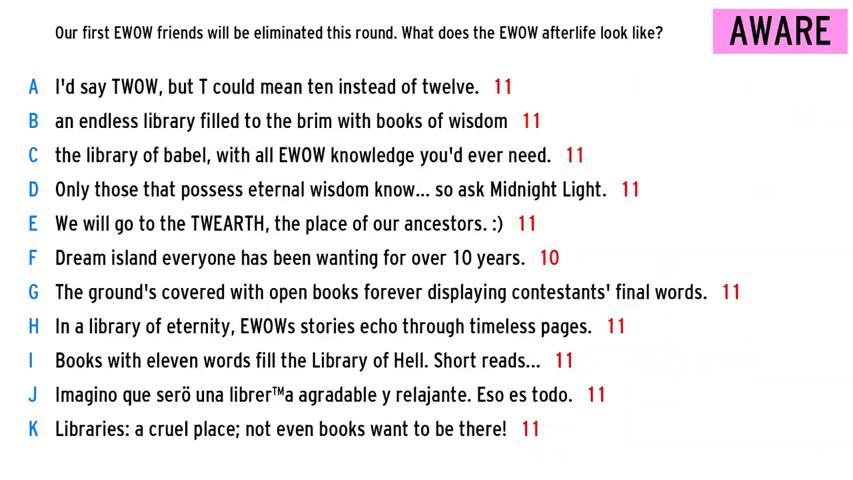 Our first EWOW friends will be eliminated this round. What does the EWOW afterlife look like?
AWARE
A I'd say TWOW, but T could mean ten instead of twelve. 11
B an endless library filled to the brim with books of wisdom 11
C the library of babel, with all EWOW knowledge you'd ever need. 11
D Only those that possess eternal wisdom know... so ask Midnight Light. 11
E We will go to the TWEARTH, the place of our ancestors. :) 11
F Dream island everyone has been wanting for over 10 years. 10
G The ground's covered with open books forever displaying contestants' final words. 11
H In a library of eternity, EWOWs stories echo through timeless pages. 11
I Books with eleven words fill the Library of Hell. Short reads... 11
J Imagino que serö una librer™a agradable y relajante. Eso es todo. 11
K Libraries: a cruel place; not even books want to be there! 11